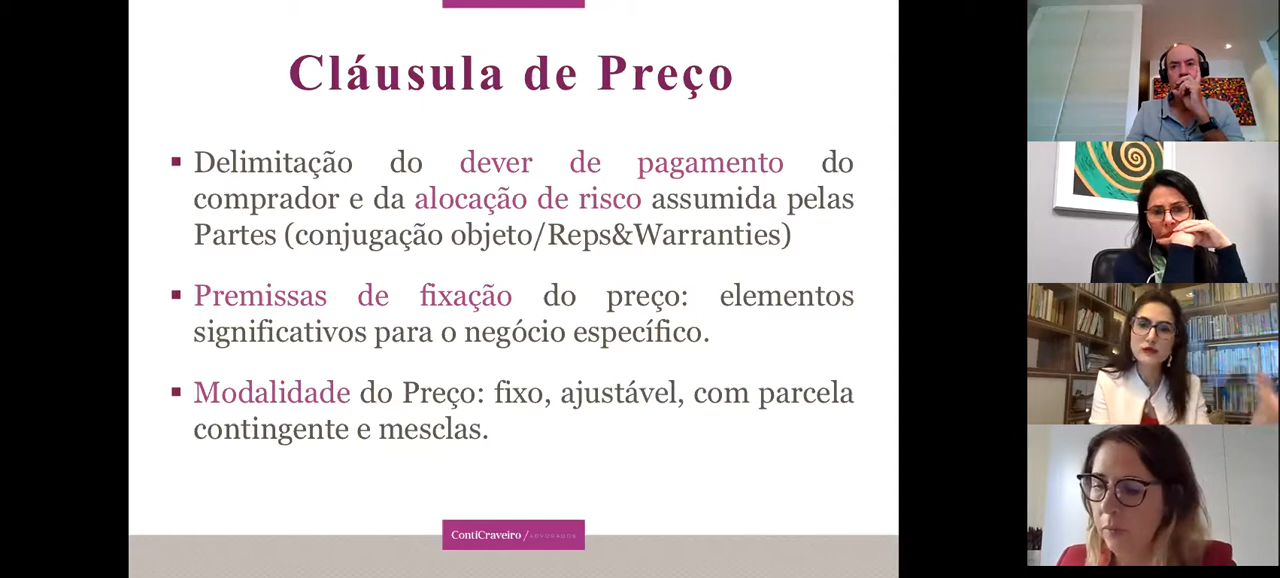 Cláusula de Preço
▪ Delimitação do dever de pagamento do
comprador e da alocação de risco assumida pelas
Partes (conjugação objeto/Reps&Warranties)
▪ Premissas de fixação do preço: elementos
significativos para o negócio específico.
▪ Modalidade do Preço: fixo, ajustável, com parcela
contingente e mesclas.
ContiCraveiro / ADVOGADOS